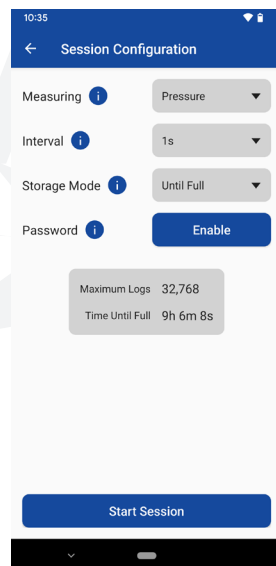 10:35
Session Configuration
Measuring i Pressure
Interval i 1s
Storage Mode i Until Full
Password i Enable
Maximum Logs 32,768
Time Until Full 9h 6m 8s
Start Session